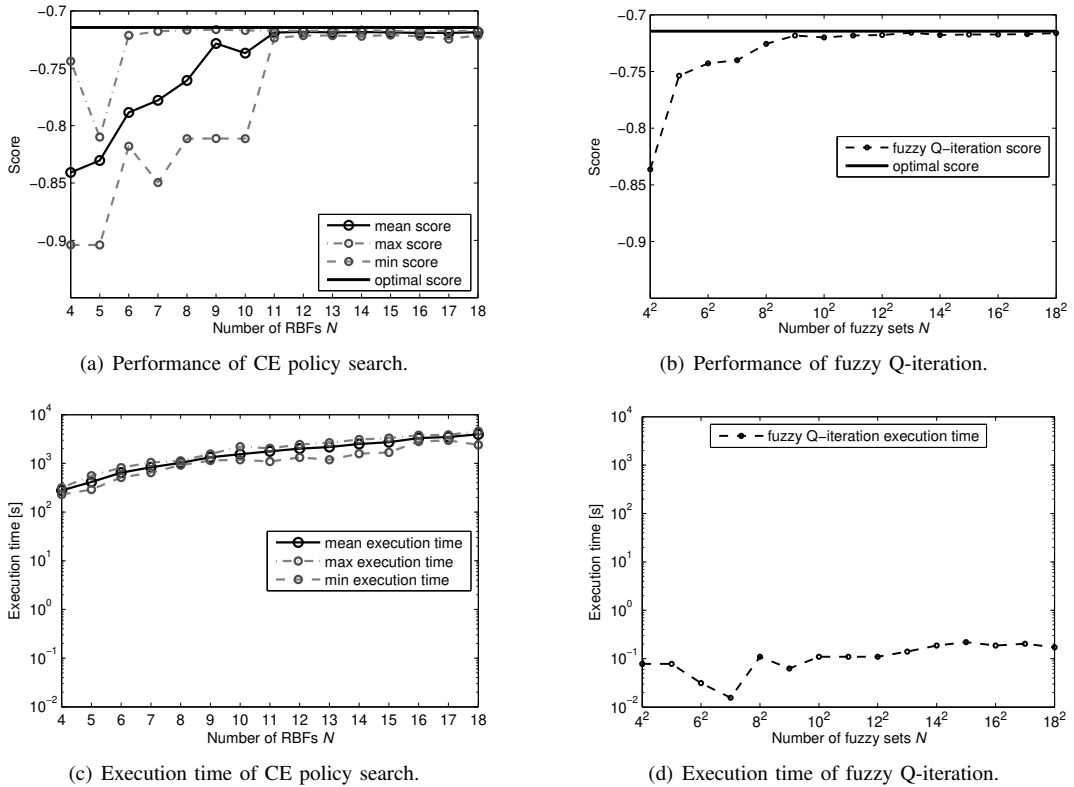 −0.7
−0.75
−0.8
−0.85
−0.9
Score
4 5 6 7 8 9 10 11 12 13 14 15 16 17 18
Number of RBFs N
mean score
max score
min score
optimal score
(a) Performance of CE policy search.
−0.7
−0.75
−0.8
−0.85
−0.9
Score
4² 6² 8² 10² 12² 14² 16² 18²
Number of fuzzy sets N
fuzzy Q−iteration score
optimal score
(b) Performance of fuzzy Q-iteration.
10⁴
10³
10²
10¹
10⁰
10⁻¹
10⁻²
Execution time [s]
4 5 6 7 8 9 10 11 12 13 14 15 16 17 18
Number of RBFs N
mean execution time
max execution time
min execution time
(c) Execution time of CE policy search.
10⁴
10³
10²
10¹
10⁰
10⁻¹
10⁻²
Execution time [s]
4² 6² 8² 10² 12² 14² 16² 18²
Number of fuzzy sets N
fuzzy Q−iteration execution time
(d) Execution time of fuzzy Q-iteration.